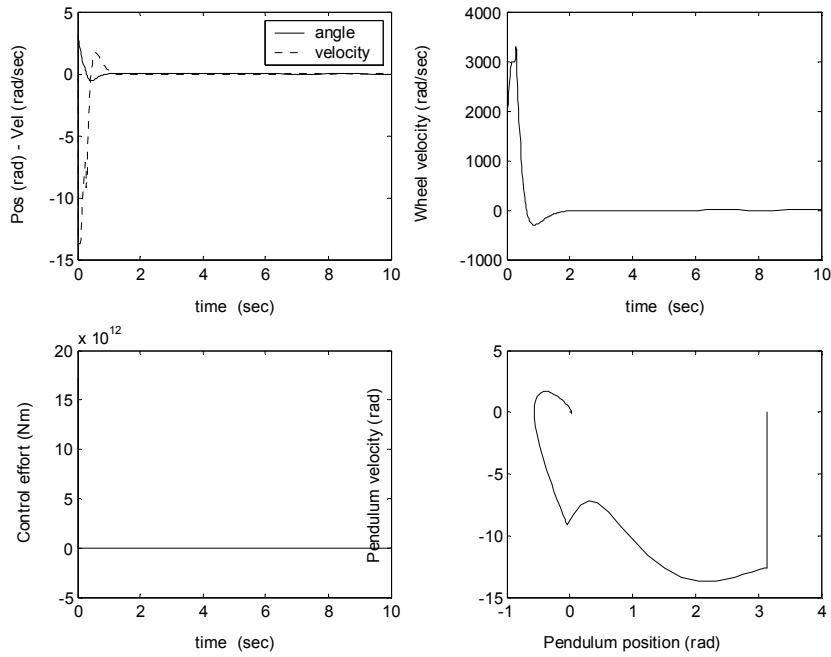 5
0
-5
-10
-15
0 2 4 6 8 10
time (sec)
Pos (rad) - Vel (rad/sec)
angle
velocity
4000
3000
2000
1000
0
-1000
0 2 4 6 8 10
time (sec)
Wheel velocity (rad/sec)
x 10^12
20
15
10
5
0
-5
0 2 4 6 8 10
time (sec)
Control effort (Nm)
5
0
-5
-10
-15
-1 0 1 2 3 4
Pendulum position (rad)
Pendulum velocity (rad)